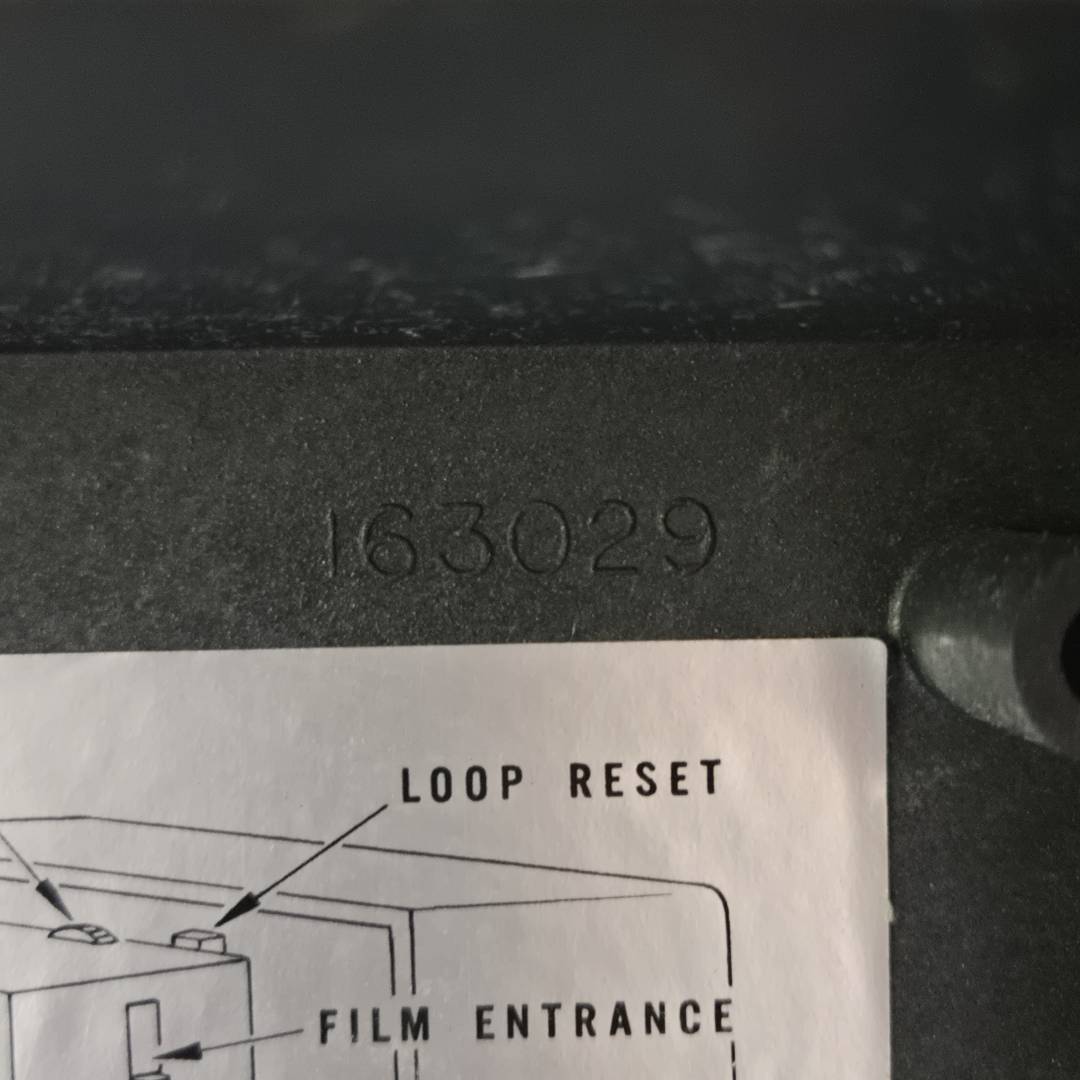 163029
LOOP RESET
FILM ENTRANCE